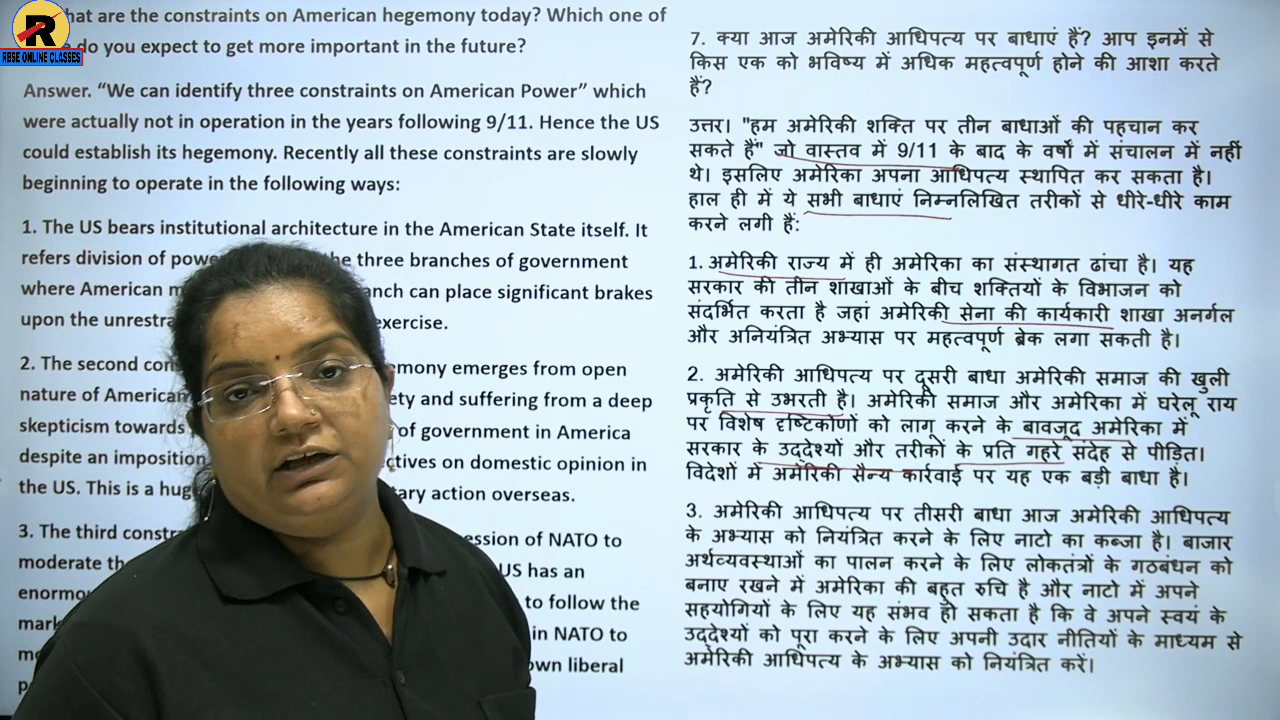 R
RBSE ONLINE CLASSES
hat are the constraints on American hegemony today? Which one of
do you expect to get more important in the future?
Answer. “We can identify three constraints on American Power” which
were actually not in operation in the years following 9/11. Hence the US
could establish its hegemony. Recently all these constraints are slowly
beginning to operate in the following ways:
1. The US bears institutional architecture in the American State itself. It
refers division of powe the three branches of government
where American m anch can place significant brakes
upon the unrestra exercise.
2. The second con emony emerges from open
nature of American ety and suffering from a deep
skepticism towards of government in America
despite an imposition ctives on domestic opinion in
the US. This is a hug tary action overseas.
3. The third constr ession of NATO to
moderate th US has an
enormo to follow the
mark in NATO to
me own liberal
p
7. क्या आज अमेरिकी आधिपत्य पर बाधाएं हैं? आप इनमें से
किस एक को भविष्य में अधिक महत्वपूर्ण होने की आशा करते
हैं?
उत्तर। "हम अमेरिकी शक्ति पर तीन बाधाओं की पहचान कर
सकते हैं" जो वास्तव में 9/11 के बाद के वर्षों में संचालन में नहीं
थे। इसलिए अमेरिका अपना आधिपत्य स्थापित कर सकता है।
हाल ही में ये सभी बाधाएं निम्नलिखित तरीकों से धीरे-धीरे काम
करने लगी हैं:
1. अमेरिकी राज्य में ही अमेरिका का संस्थागत ढांचा है। यह
सरकार की तीन शाखाओं के बीच शक्तियों के विभाजन को
संदर्भित करता है जहां अमेरिकी सेना की कार्यकारी शाखा अनर्गल
और अनियंत्रित अभ्यास पर महत्वपूर्ण ब्रेक लगा सकती है।
2. अमेरिकी आधिपत्य पर दूसरी बाधा अमेरिकी समाज की खुली
प्रकृति से उभरती है। अमेरिकी समाज और अमेरिका में घरेलू राय
पर विशेष दृष्टिकोणों को लागू करने के बावजूद अमेरिका में
सरकार के उद्देश्यों और तरीकों के प्रति गहरे संदेह से पीड़ित।
विदेशों में अमेरिकी सैन्य कार्रवाई पर यह एक बड़ी बाधा है।
3. अमेरिकी आधिपत्य पर तीसरी बाधा आज अमेरिकी आधिपत्य
के अभ्यास को नियंत्रित करने के लिए नाटो का कब्जा है। बाजार
अर्थव्यवस्थाओं का पालन करने के लिए लोकतंत्रों के गठबंधन को
बनाए रखने में अमेरिका की बहुत रुचि है और नाटो में अपने
सहयोगियों के लिए यह संभव हो सकता है कि वे अपने स्वयं के
उद्देश्यों को पूरा करने के लिए अपनी उदार नीतियों के माध्यम से
अमेरिकी आधिपत्य के अभ्यास को नियंत्रित करें।